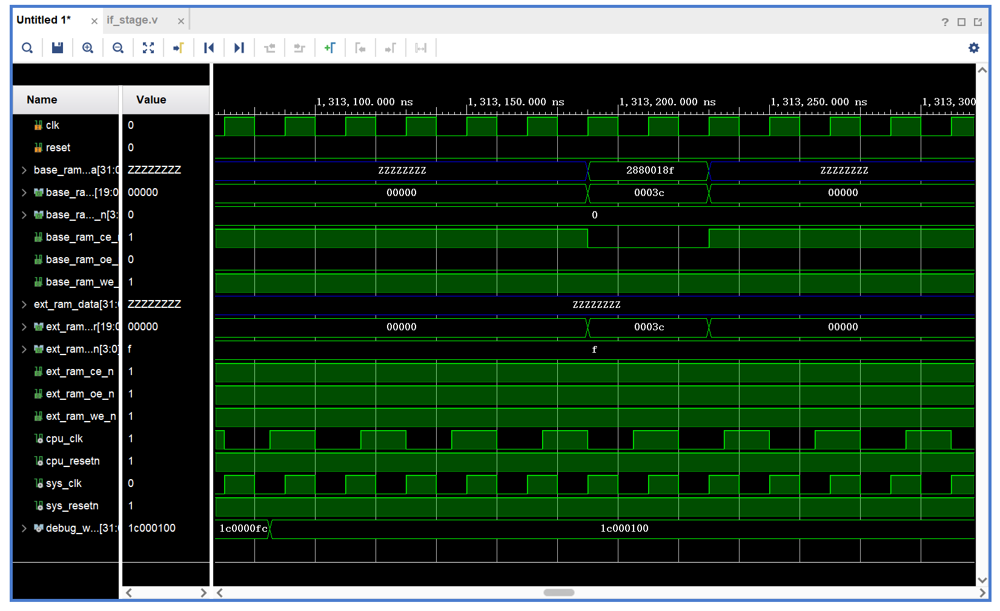 Untitled 1*
if_stage.v
Name
Value
1,313,100.000 ns
1,313,150.000 ns
1,313,200.000 ns
1,313,250.000 ns
1,313,300
clk
0
reset
0
base_ram...a[31:0
ZZZZZZZZ
ZZZZZZZZ
2880018f
ZZZZZZZZ
base_ra...[19:0
00000
00000
0003c
00000
base_ra..._n[3:
0
0
base_ram_ce_
1
base_ram_oe_
0
base_ram_we_
1
ext_ram_data[31:
ZZZZZZZZ
ZZZZZZZZ
ext_ram...r[19:0
00000
00000
0003c
00000
ext_ram...n[3:0]
f
f
ext_ram_ce_n
1
ext_ram_oe_n
1
ext_ram_we_n
1
cpu_clk
1
cpu_resetn
1
sys_clk
0
sys_resetn
1
debug_w...[31:
1c000100
1c0000fc
1c000100